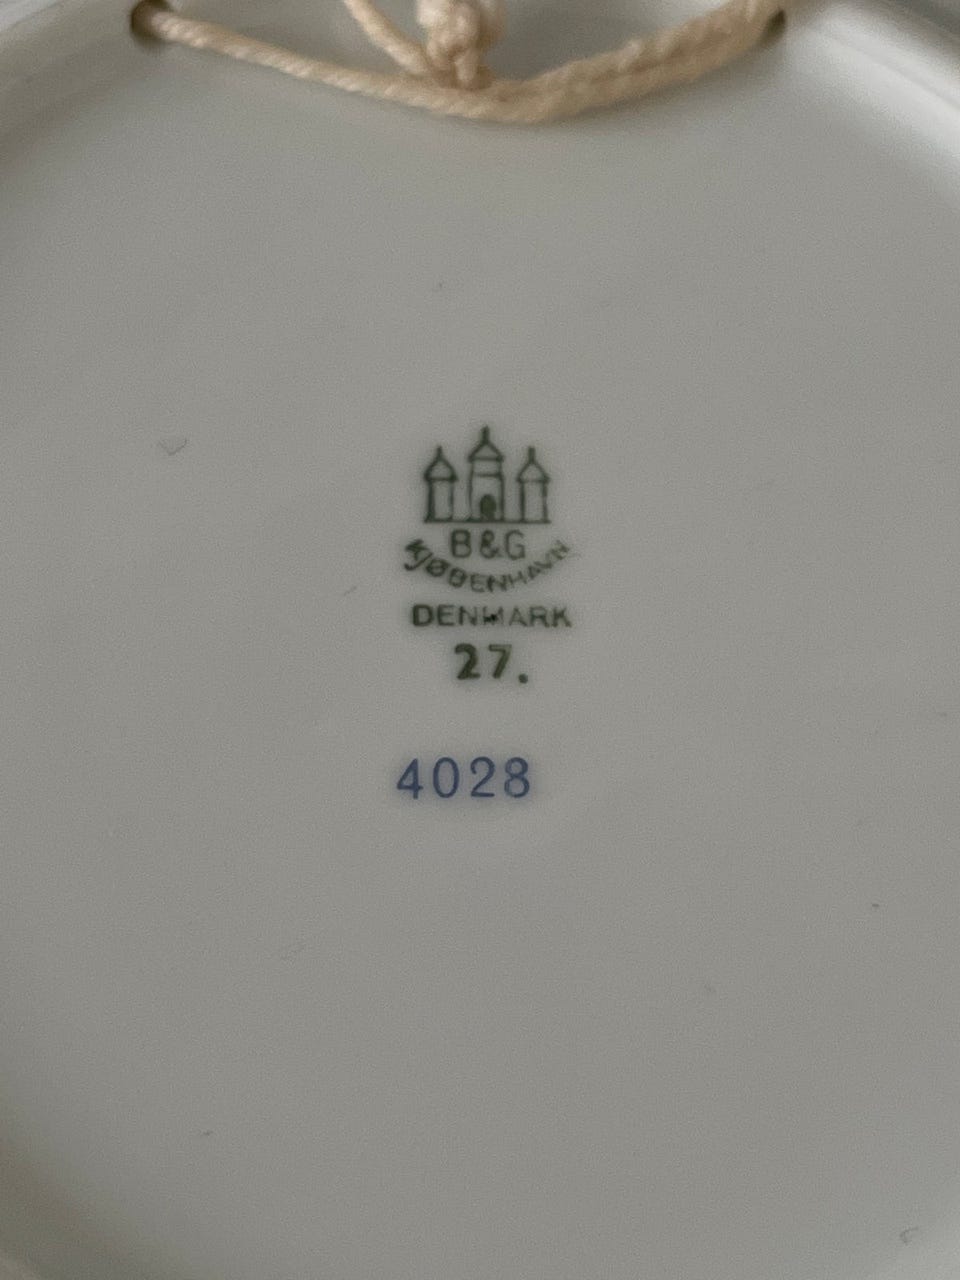 B&G
KJØBENHAVN
DENMARK
27.
4028